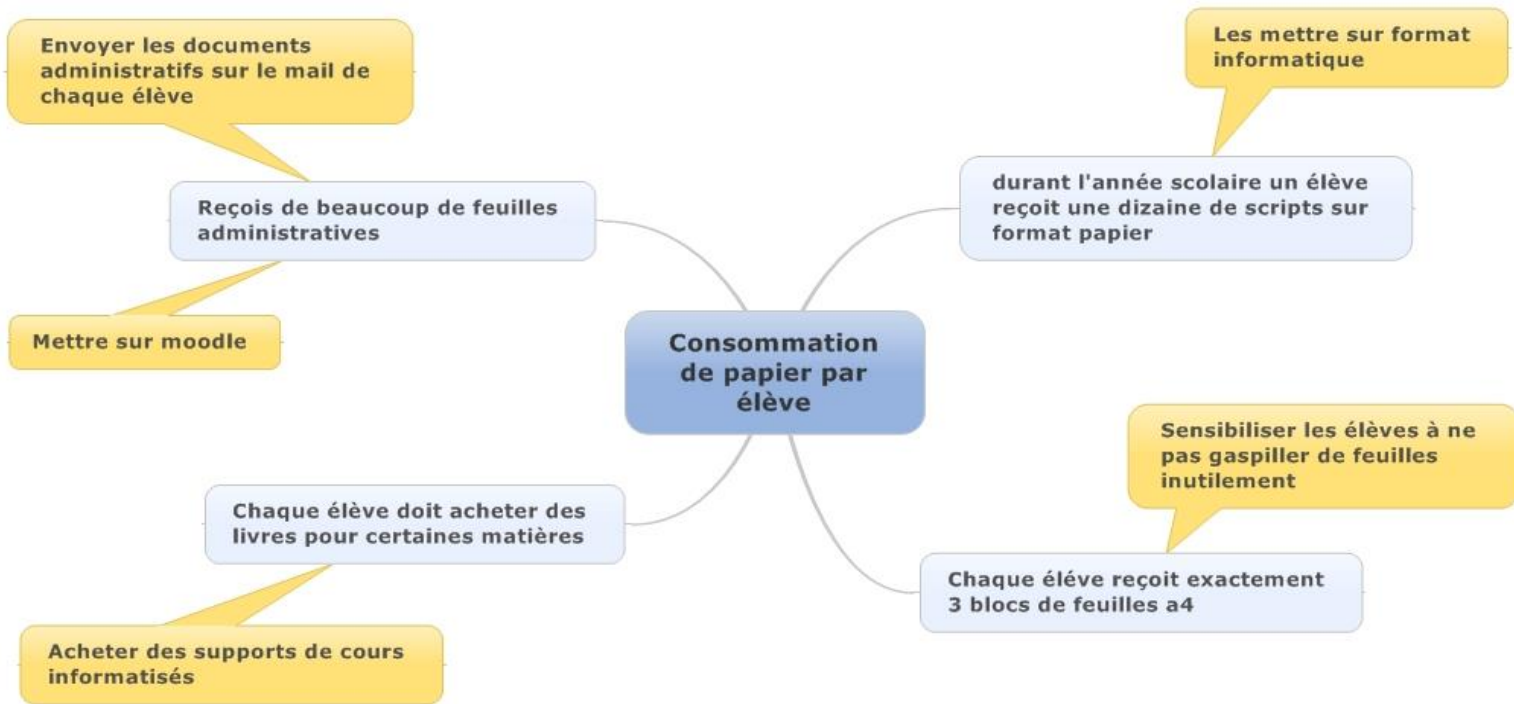 Envoyer les documents
administratifs sur le mail de
chaque élève
Reçois de beaucoup de feuilles
administratives
Mettre sur moodle
Les mettre sur format
informatique
durant l'année scolaire un élève
reçoit une dizaine de scripts sur
format papier
Consommation
de papier par
élève
Chaque élève doit acheter des
livres pour certaines matières
Acheter des supports de cours
informatisés
Sensibiliser les élèves à ne
pas gaspiller de feuilles
inutilement
Chaque éléve reçoit exactement
3 blocs de feuilles a4